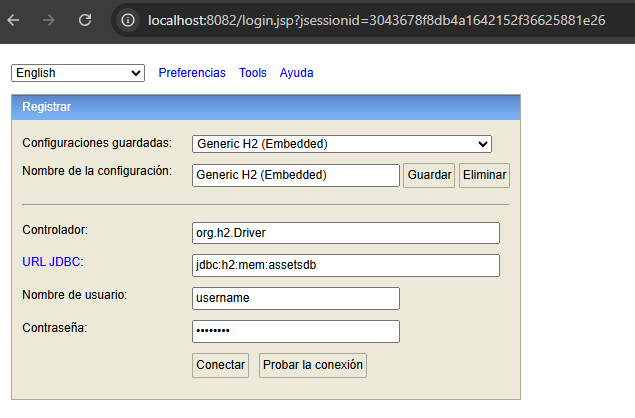 localhost:8082/login.jsp?jsessionid=3043678f8db4a1642152f36625881e26
English Preferencias Tools Ayuda
Registrar
Configuraciones guardadas: Generic H2 (Embedded)
Nombre de la configuración: Generic H2 (Embedded) Guardar Eliminar
Controlador: org.h2.Driver
URL JDBC: jdbc:h2:mem:assetsdb
Nombre de usuario: username
Contraseña: ••••••••
Conectar Probar la conexión